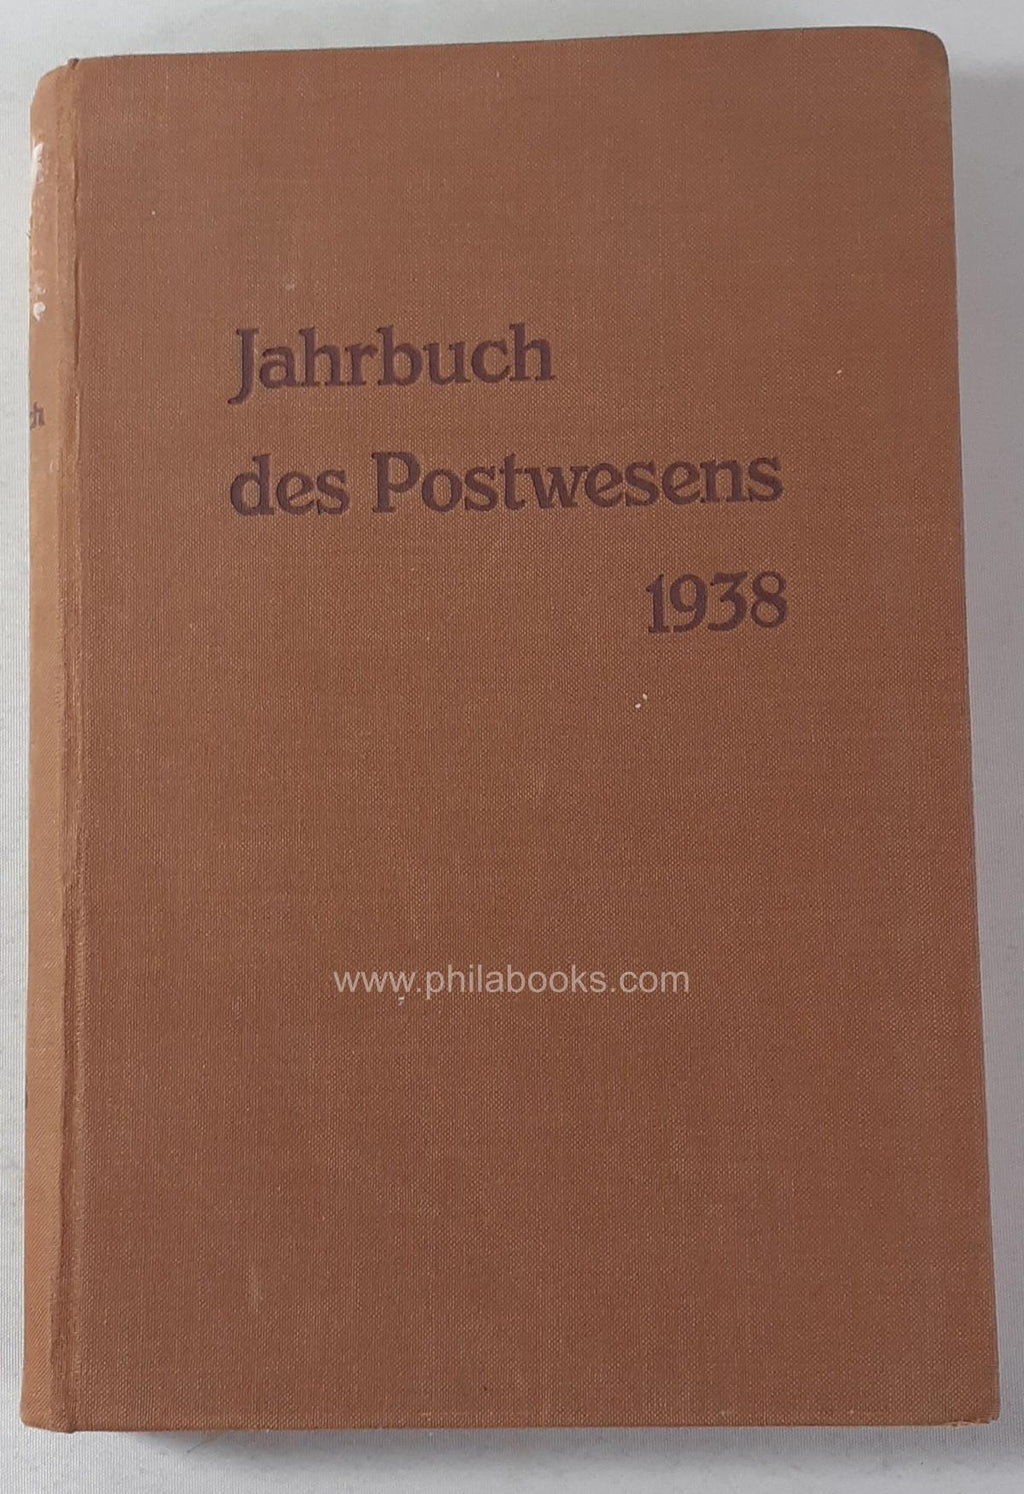 Jahrbuch
des Postwesens
1938
www.philabooks.com